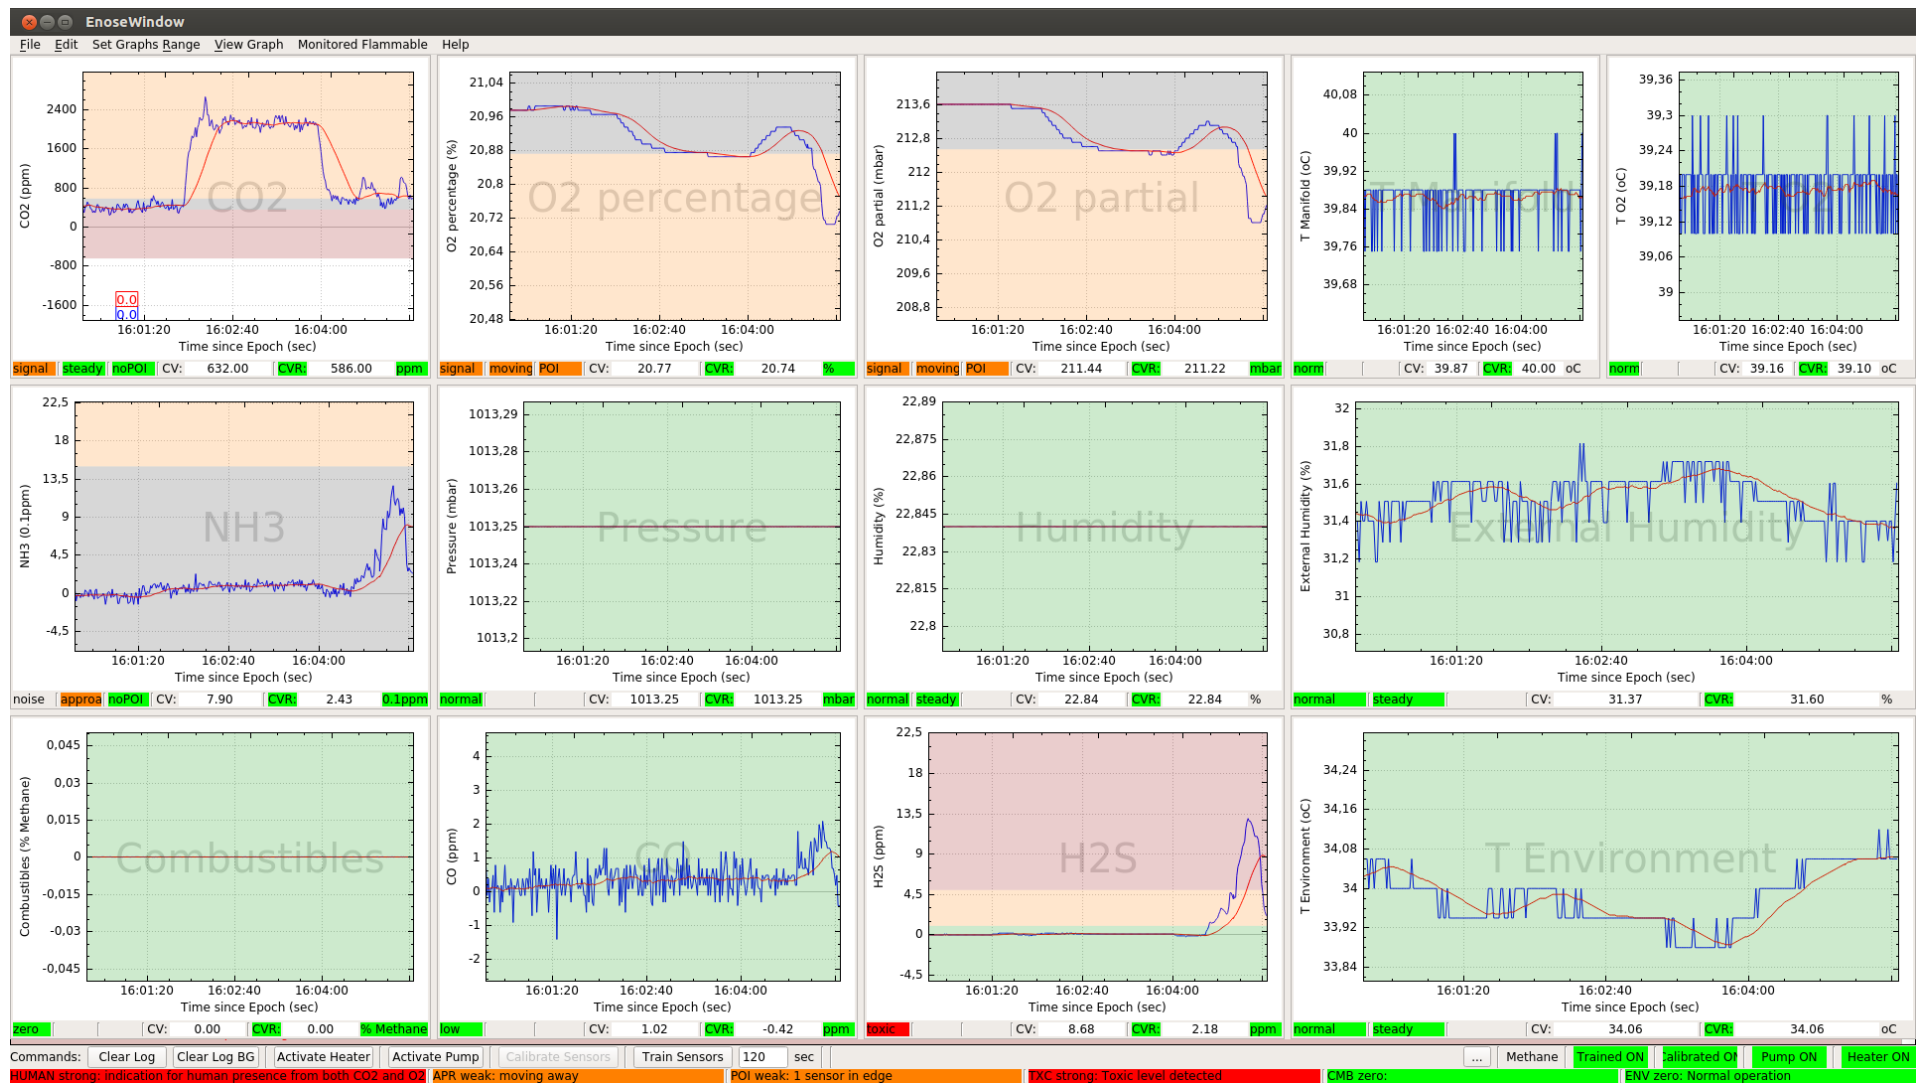 EnoseWindow
File Edit Set Graphs Range View Graph Monitored Flammable Help
CO2
CO2 (ppm)
2400
1600
800
0
-800
-1600
0.0
0.0
16:01:20 16:02:40 16:04:00
Time since Epoch (sec)
signal steady noPOI CV: 632.00 CVR: 586.00 ppm
O2 percentage
O2 percentage (%)
21,04
20,96
20,88
20,8
20,72
20,64
20,56
20,48
16:01:20 16:02:40 16:04:00
Time since Epoch (sec)
signal moving POI CV: 20.77 CVR: 20.74 %
O2 partial
O2 partial (mbar)
213,6
212,8
212
211,2
210,4
209,6
208,8
16:01:20 16:02:40 16:04:00
Time since Epoch (sec)
signal moving POI CV: 211.44 CVR: 211.22 mbar
T Manifold
T Manifold (oC)
40,08
40
39,92
39,84
39,76
39,68
16:01:20 16:02:40 16:04:00
Time since Epoch (sec)
norm CV: 39.87 CVR: 40.00 oC
T O2 (oC)
39,36
39,3
39,24
39,18
39,12
39,06
39
16:01:20 16:02:40 16:04:00
Time since Epoch (sec)
norm CV: 39.16 CVR: 39.10 oC
NH3
NH3 (0.1ppm)
22,5
18
13,5
9
4,5
0
-4,5
16:01:20 16:02:40 16:04:00
Time since Epoch (sec)
noise approa noPOI CV: 7.90 CVR: 2.43 0.1ppm
Pressure
Pressure (mbar)
1013,29
1013,28
1013,26
1013,25
1013,24
1013,22
1013,2
16:01:20 16:02:40 16:04:00
Time since Epoch (sec)
normal CV: 1013.25 CVR: 1013.25 mbar
Humidity
Humidity (%)
22,89
22,875
22,86
22,845
22,83
22,815
22,8
16:01:20 16:02:40 16:04:00
Time since Epoch (sec)
normal steady CV: 22.84 CVR: 22.84 %
External Humidity
External Humidity (%)
32
31,8
31,6
31,4
31,2
31
30,8
16:01:20 16:02:40 16:04:00
Time since Epoch (sec)
normal steady CV: 31.37 CVR: 31.60 %
Combustibles
Combustibles (% Methane)
0,045
0,03
0,015
0
-0,015
-0,03
-0,045
16:01:20 16:02:40 16:04:00
Time since Epoch (sec)
zero CV: 0.00 CVR: 0.00 % Methane
CO
CO (ppm)
4
3
2
1
0
-1
-2
16:01:20 16:02:40 16:04:00
Time since Epoch (sec)
low CV: 1.02 CVR: -0.42 ppm
H2S
H2S (ppm)
22,5
18
13,5
9
4,5
0
-4,5
16:01:20 16:02:40 16:04:00
Time since Epoch (sec)
toxic CV: 8.68 CVR: 2.18 ppm
T Environment
T Environment (oC)
34,24
34,16
34,08
34
33,92
33,84
16:01:20 16:02:40 16:04:00
Time since Epoch (sec)
normal steady CV: 34.06 CVR: 34.06 oC
Commands: Clear Log Clear Log BG Activate Heater Activate Pump Calibrate Sensors Train Sensors 120 sec ... Methane Trained ON Calibrated ON Pump ON Heater ON
HUMAN strong: indication for human presence from both CO2 and O2 APR weak: moving away POI weak: 1 sensor in edge TXC strong: Toxic level detected CMB zero: ENV zero: Normal operation